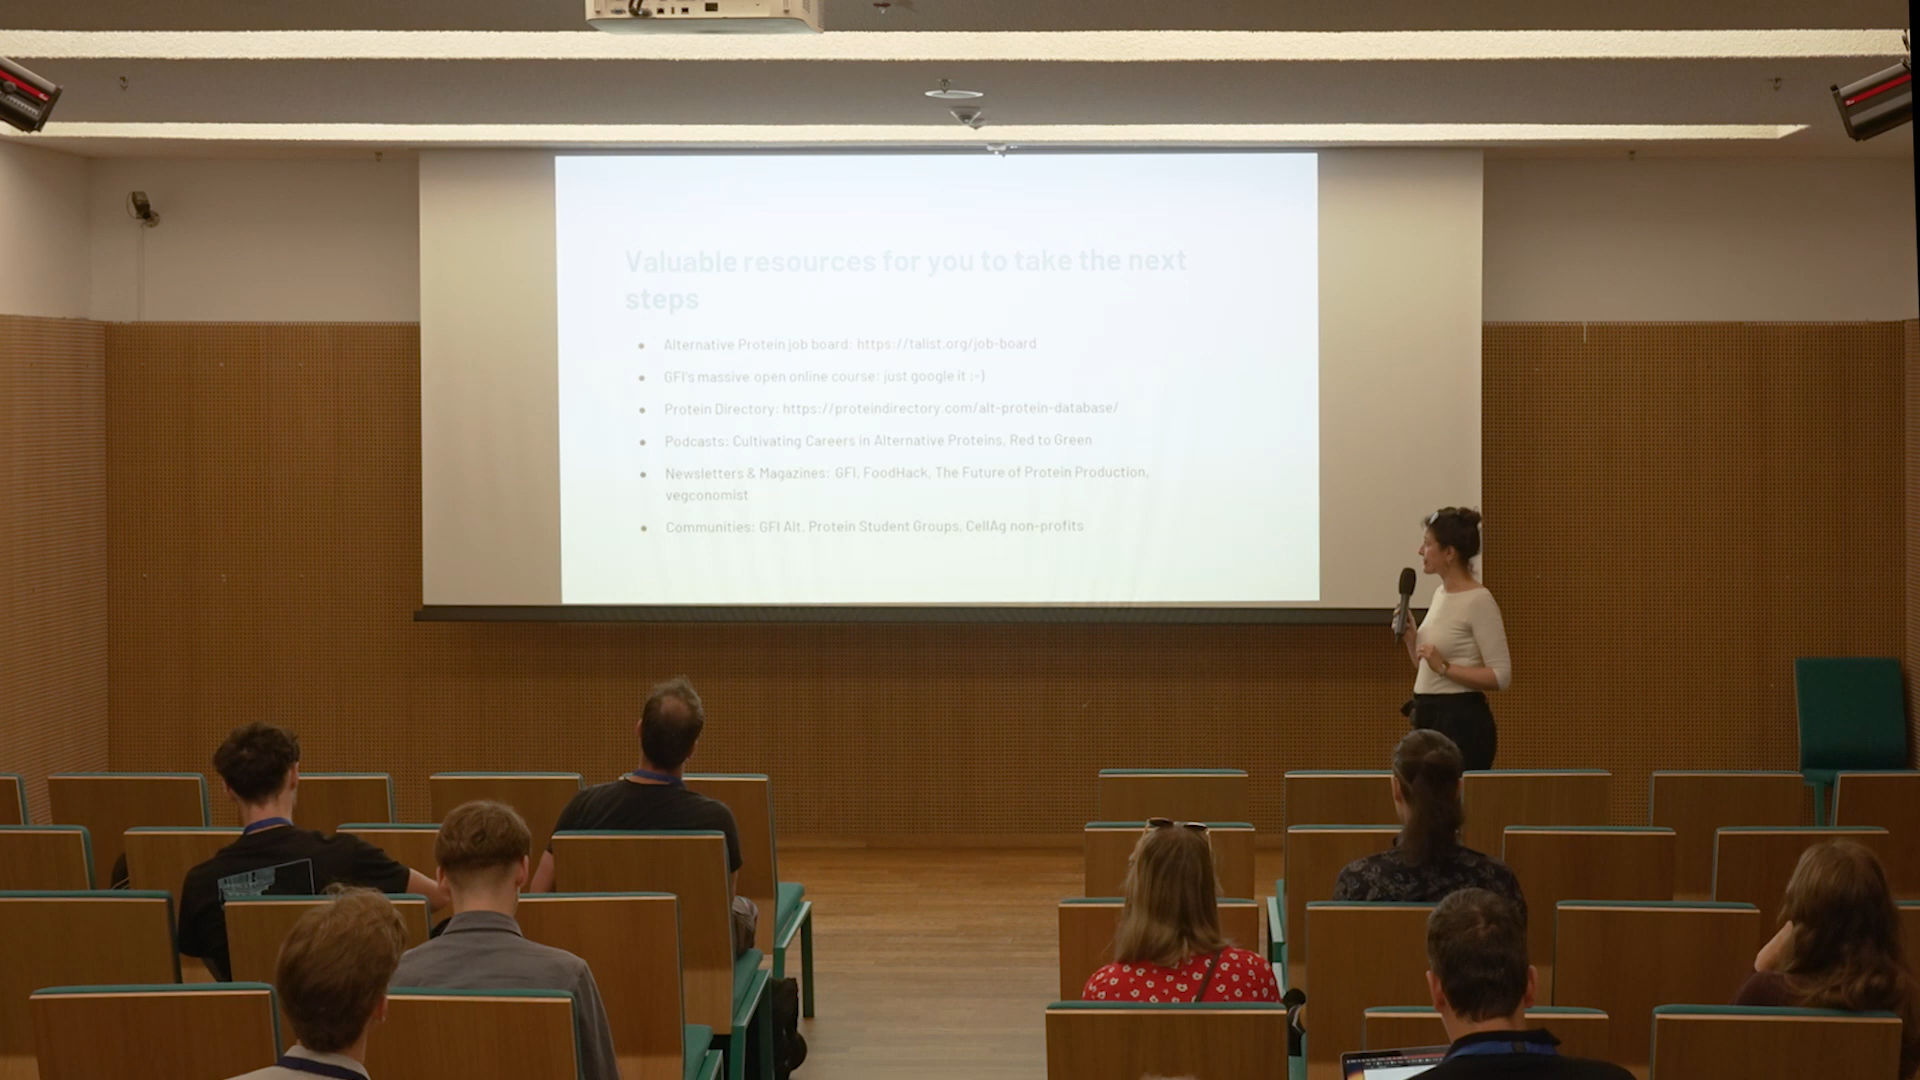 Valuable resources for you to take the next
steps
• Alternative Protein job board: https://talist.org/job-board
• GFI's massive open online course: just google it ;-)
• Protein Directory: https://proteindirectory.com/alt-protein-database/
• Podcasts: Cultivating Careers in Alternative Proteins, Red to Green
• Newsletters & Magazines: GFI, FoodHack, The Future of Protein Production,
vegconomist
• Communities: GFI Alt. Protein Student Groups, CellAg non-profits